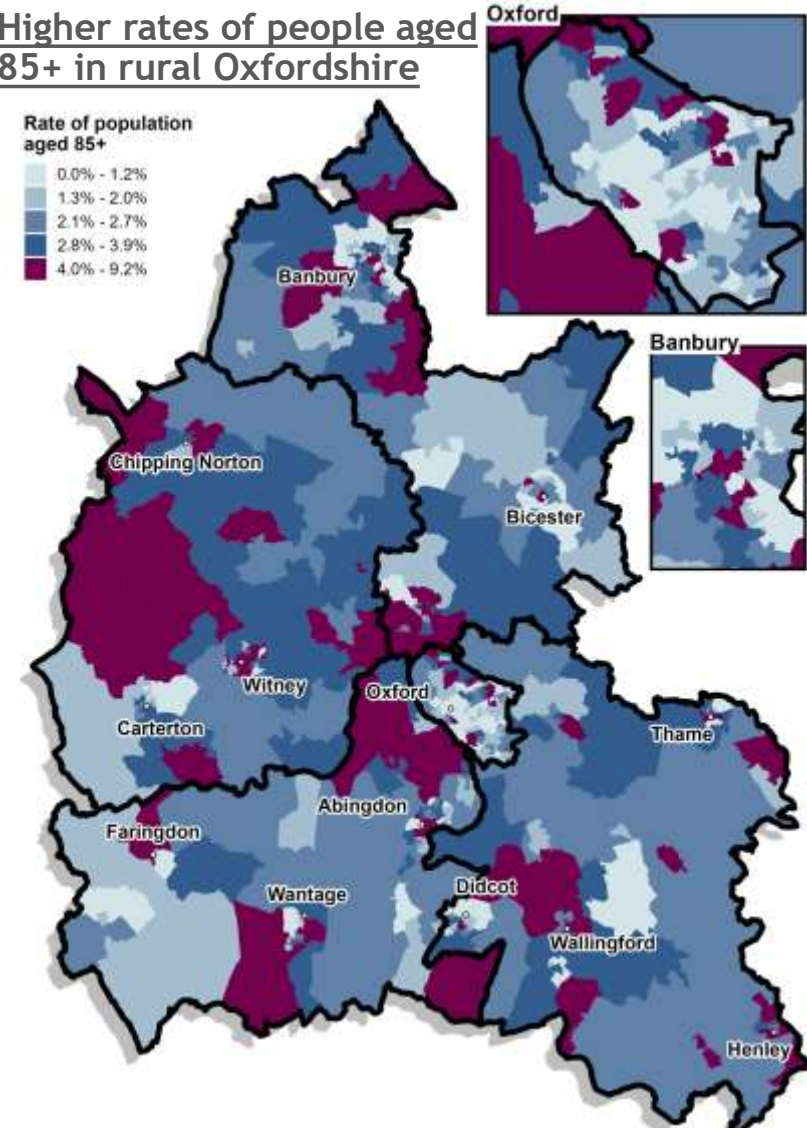 Higher rates of people aged
85+ in rural Oxfordshire
Rate of population
aged 85+
0.0% - 1.2%
1.3% - 2.0%
2.1% - 2.7%
2.8% - 3.9%
4.0% - 9.2%
Oxford
Banbury
Banbury
Chipping Norton
Bicester
Witney
Oxford
Carterton
Thame
Abingdon
Faringdon
Didcot
Wantage
Wallingford
Henley